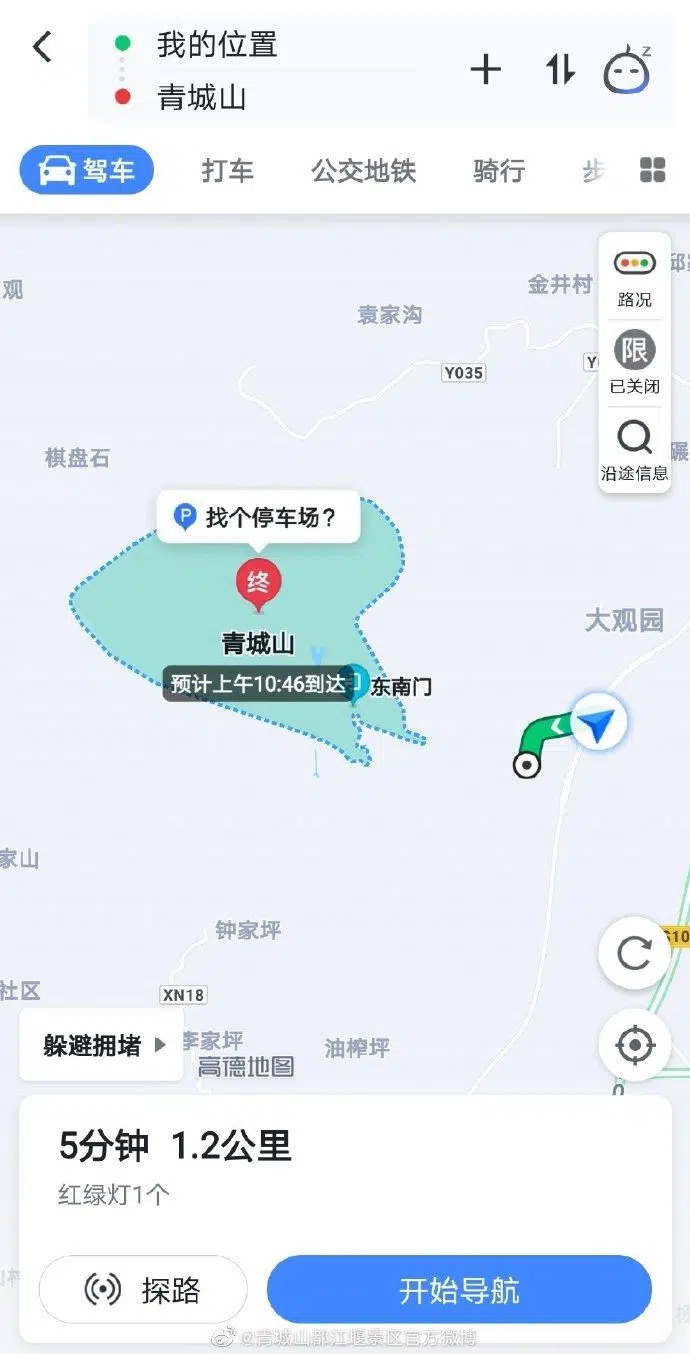 我的位置
青城山
驾车
打车
公交地铁
骑行
步
观
袁家沟
金井村
邱家
路况
Y035
限
已关闭
棋盘石
碾
沿途信息
P 找个停车场？
终
青城山
预计上午10:46到达
东南门
大观园
家山
钟家坪
S10
社区
XN18
躲避拥堵
李家坪
油榨坪
高德地图
5分钟 1.2公里
红绿灯1个
探路
开始导航
@青城山都江堰景区官方微博